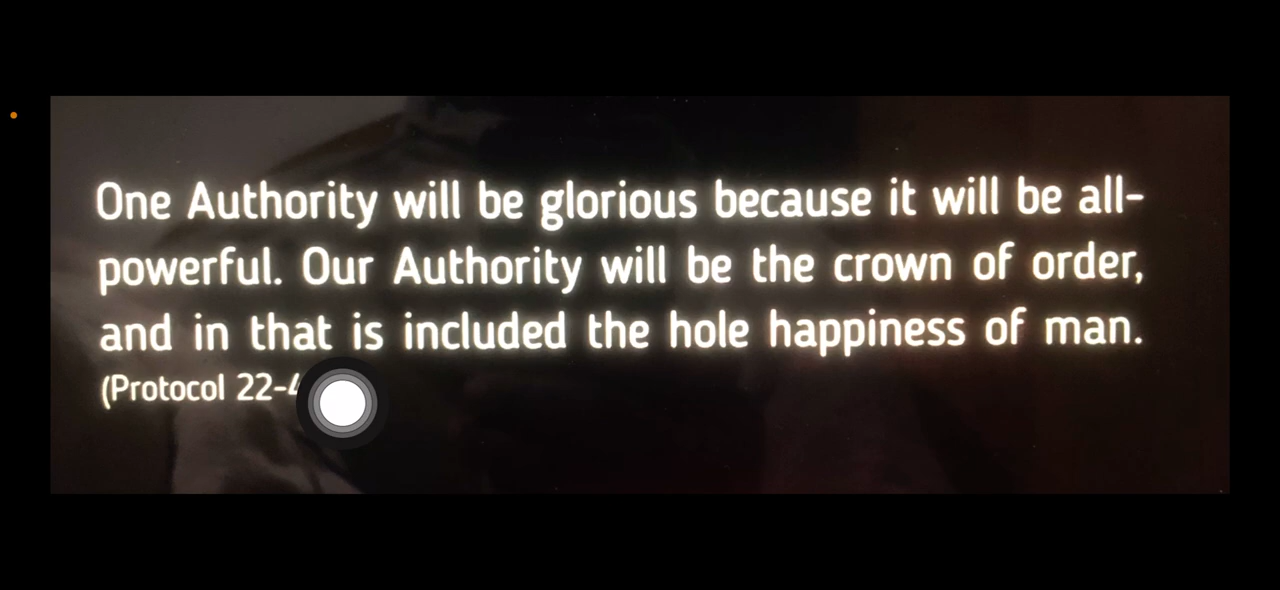 One Authority will be glorious because it will be all-
powerful. Our Authority will be the crown of order,
and in that is included the hole happiness of man.
(Protocol 22-4